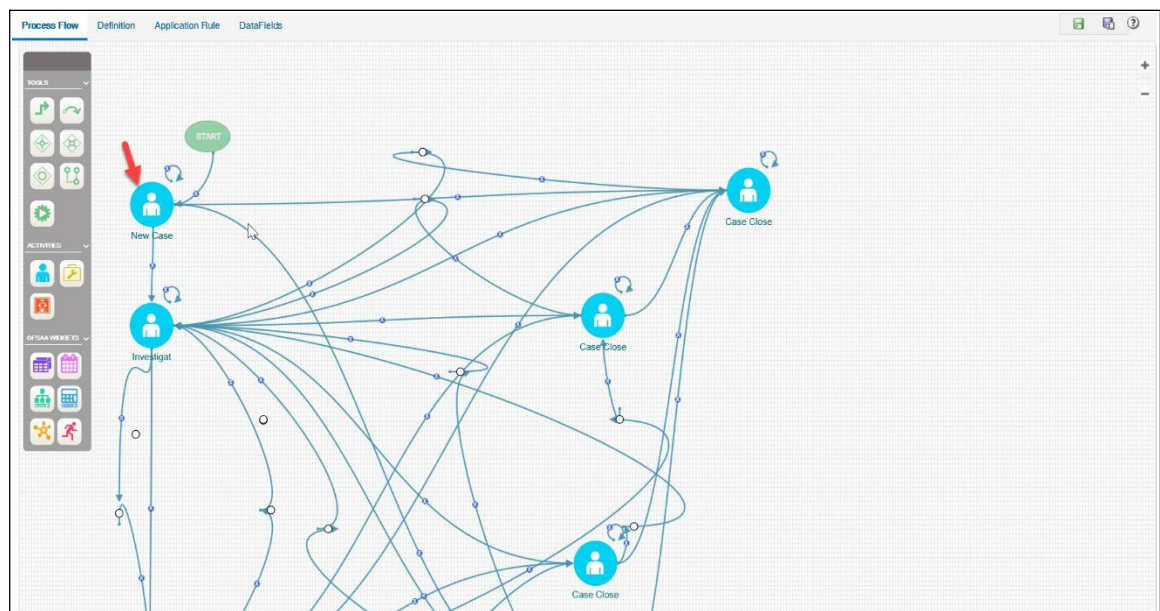 Process Flow Definition Application Rule DataFields
TOOLS
START
New Case
Case Close
ACTIVITIES
Case Close
Investigat
OFSAA WIDGETS
Case Close